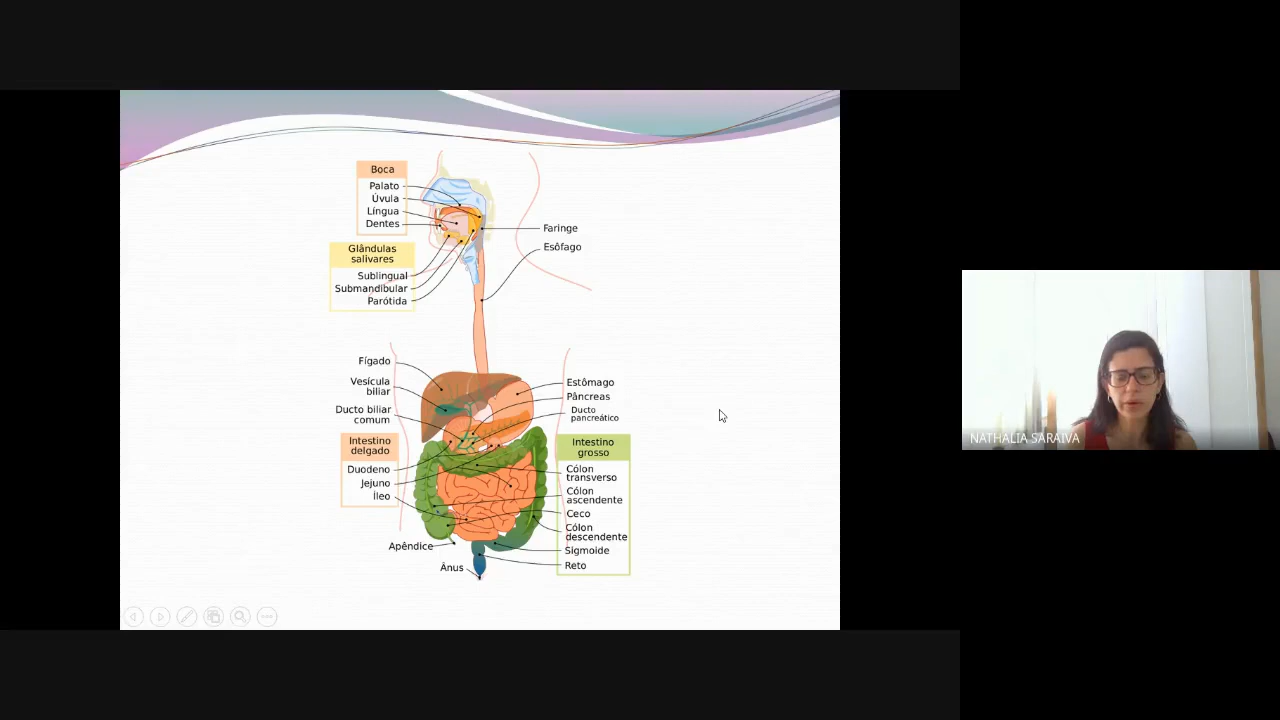 Boca
Palato
Úvula
Língua
Dentes
Glândulas
salivares
Sublingual
Submandibular
Parótida
Faringe
Esôfago
Fígado
Vesícula
biliar
Ducto biliar
comum
Intestino
delgado
Duodeno
Jejuno
Íleo
Apêndice
Ânus
Estômago
Pâncreas
Ducto
pancreático
Intestino
grosso
Cólon
transverso
Cólon
ascendente
Ceco
Cólon
descendente
Sigmoide
Reto
NATHALIA SARAIVA